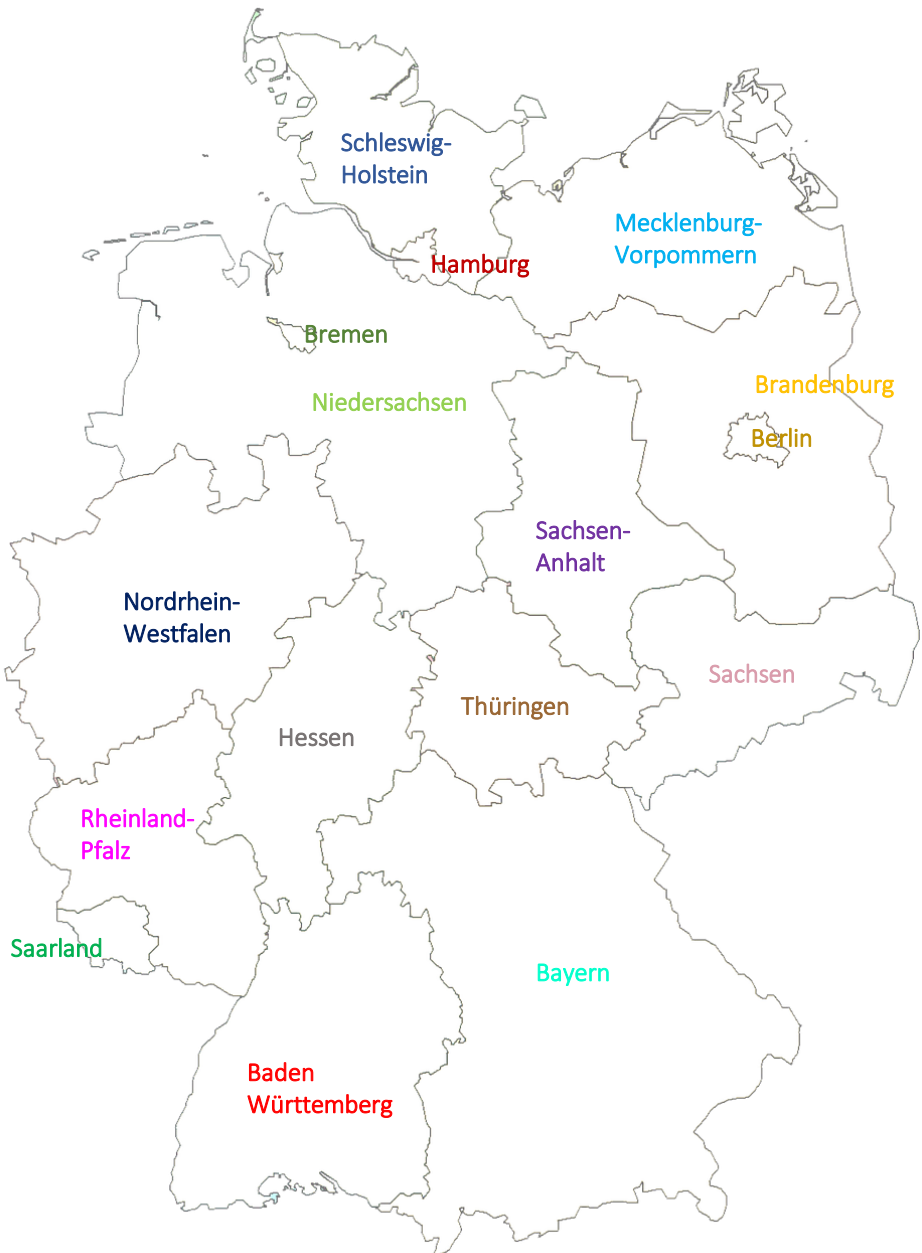 Schleswig-
Holstein
Mecklenburg-
Vorpommern
Hamburg
Bremen
Brandenburg
Niedersachsen
Berlin
Sachsen-
Anhalt
Nordrhein-
Westfalen
Sachsen
Thüringen
Hessen
Rheinland-
Pfalz
Saarland
Bayern
Baden
Württemberg